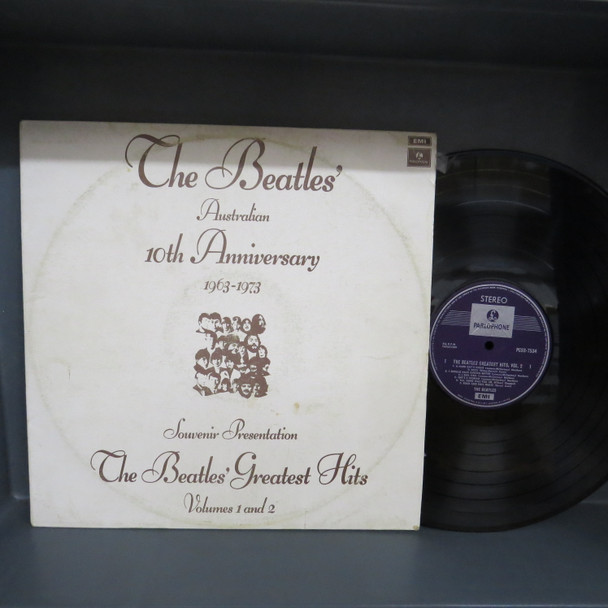 The Beatles'
Australian
10th Anniversary
1963-1973
Souvenir Presentation
The Beatles' Greatest Hits
Volumes 1 and 2
EMI
STEREO
PARLOPHONE
THE BEATLES GREATEST HITS, VOL 2
THE BEATLES
EMI